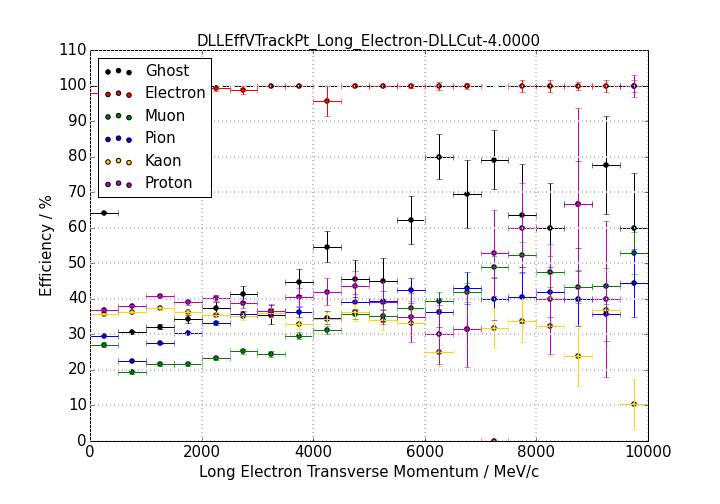 DLLEffVTrackPt_Long_Electron-DLLCut-4.0000
110
100
90
80
70
60
50
40
30
20
10
0
Efficiency / %
Ghost
Electron
Muon
Pion
Kaon
Proton
0 2000 4000 6000 8000 10000
Long Electron Transverse Momentum / MeV/c